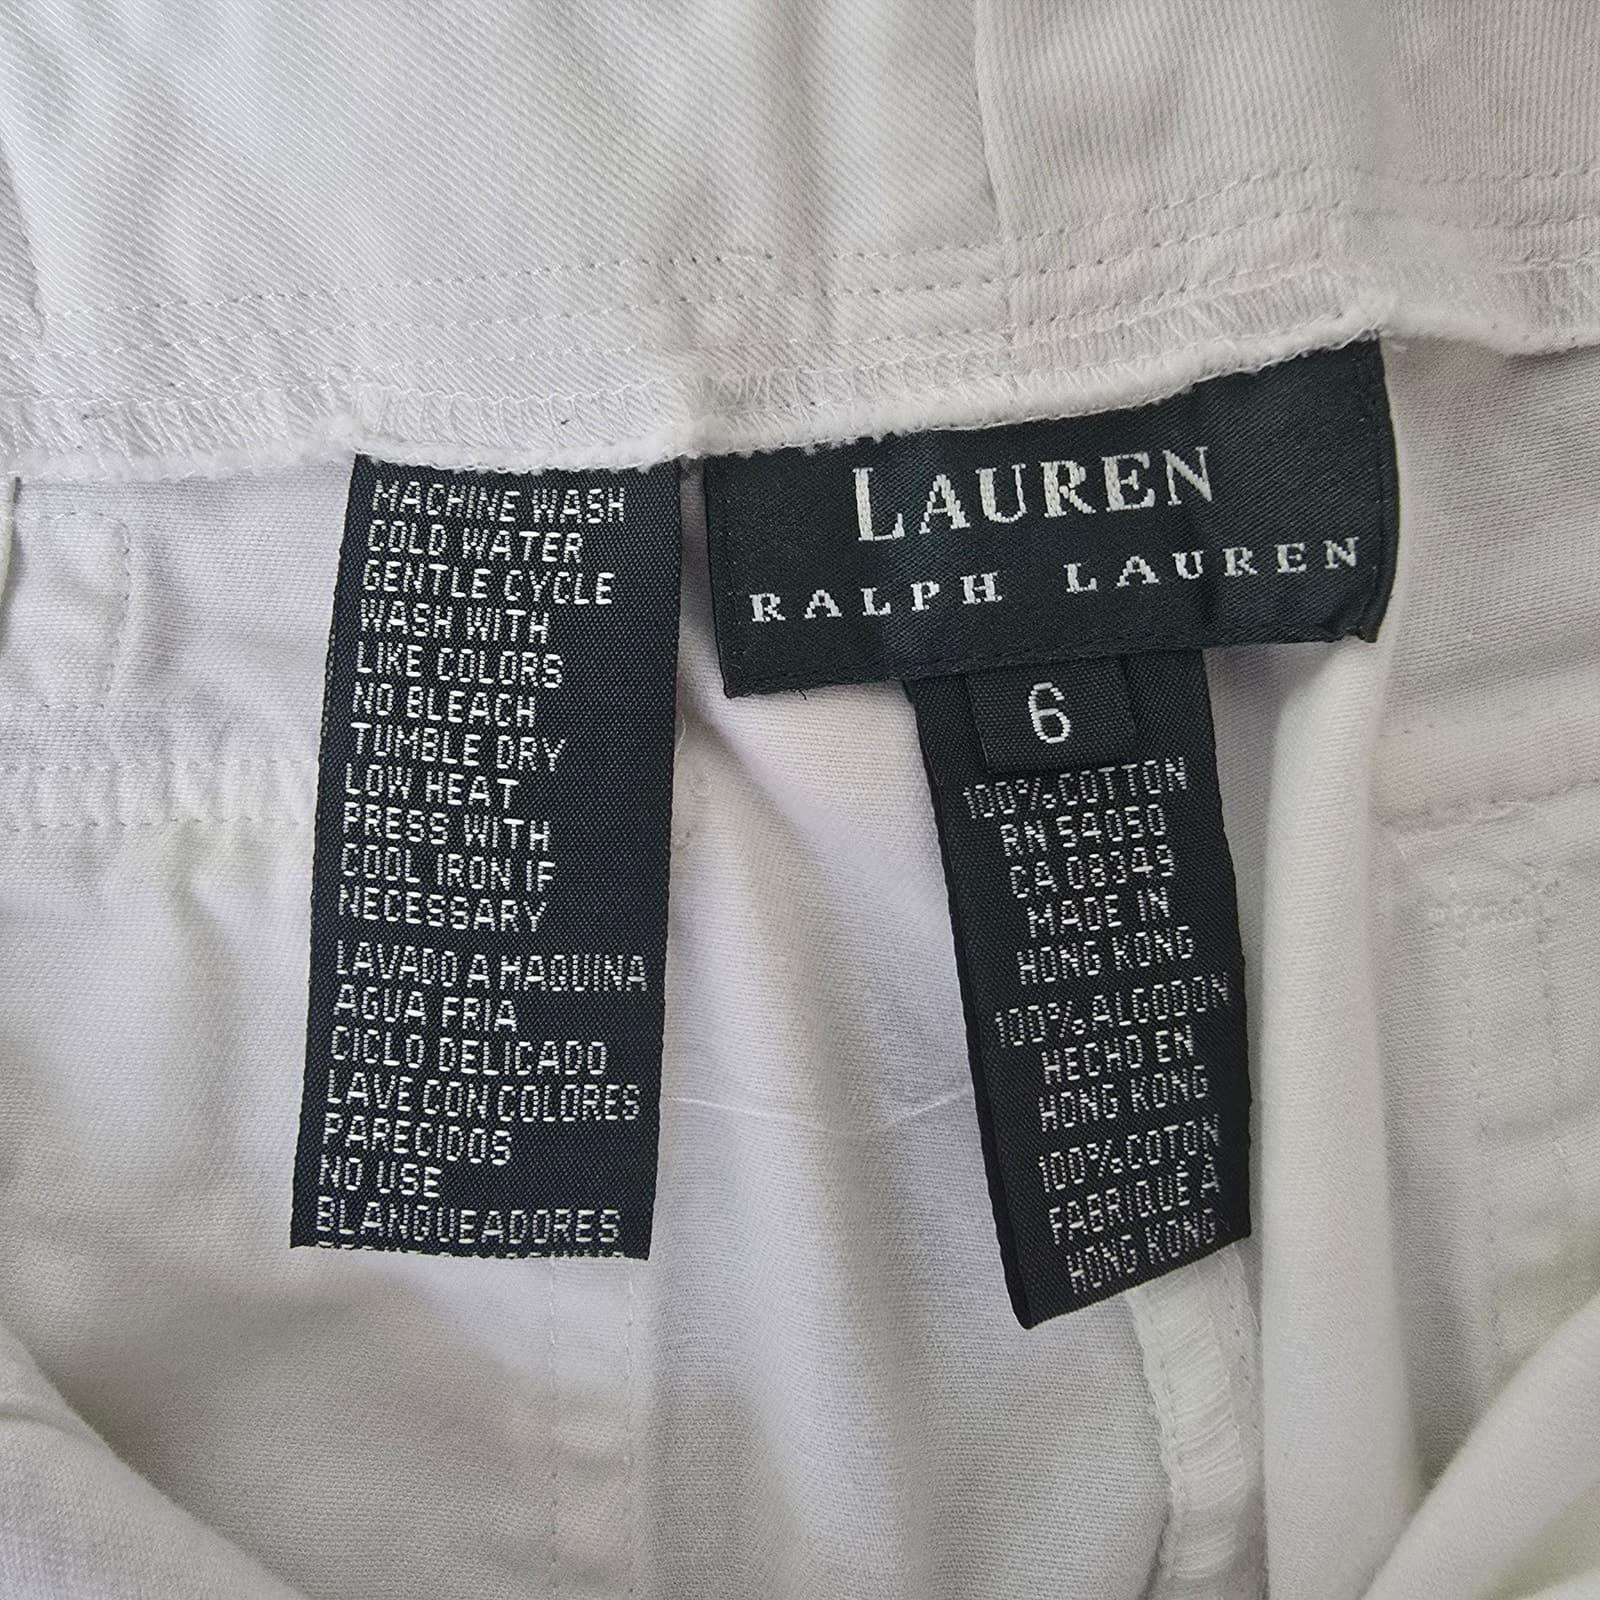 MACHINE WASH
COLD WATER
GENTLE CYCLE
WASH WITH
LIKE COLORS
NO BLEACH
TUMBLE DRY
LOW HEAT
PRESS WITH
COOL IRON IF
NECESSARY
LAVADO A MAQUINA
AGUA FRIA
CICLO DELICADO
LAVE CON COLORES
PARECIDOS
NO USE
BLANQUEADORES
LAUREN
RALPH LAUREN
6
100% COTTON
RN 54050
CA 08349
MADE IN
HONG KONG
100% ALGODON
HECHO EN
HONG KONG
100% COTON
FABRIQUÉ À
HONG KONG